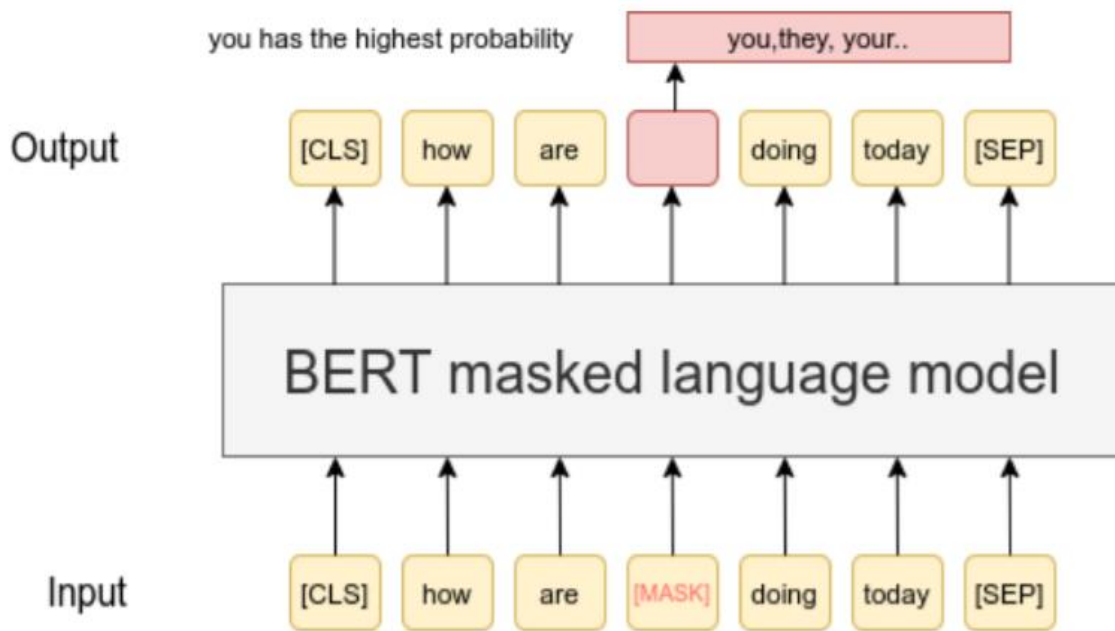 you has the highest probability
you,they, your..
Output
[CLS] how are doing today [SEP]
BERT masked language model
Input
[CLS] how are [MASK] doing today [SEP]